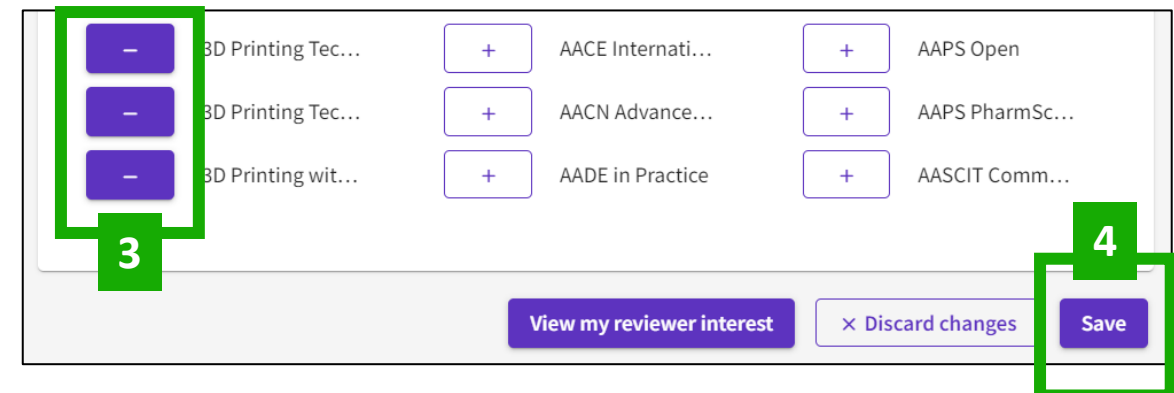 – 3D Printing Tec… + AACE Internati… + AAPS Open
– 3D Printing Tec… + AACN Advance… + AAPS PharmSc…
– 3D Printing wit… + AADE in Practice + AASCIT Comm…
3
4
View my reviewer interest × Discard changes Save